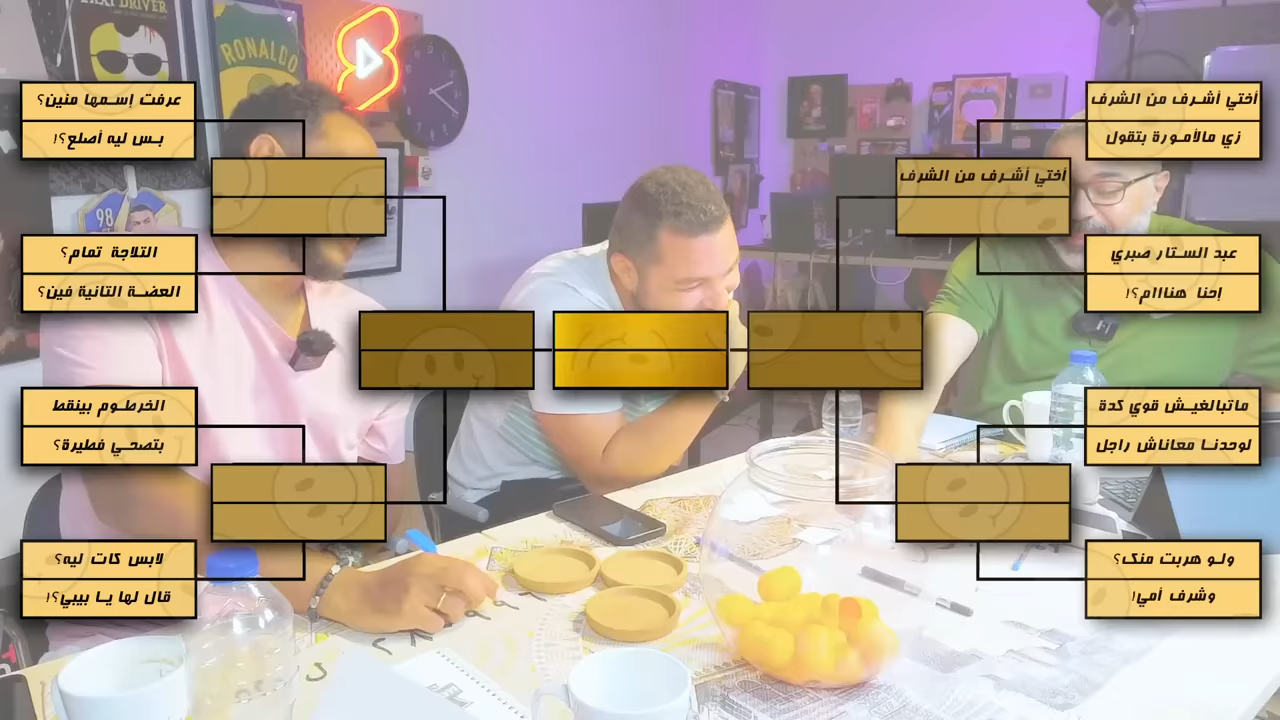 TAXI DRIVER
RONALDO
98
عرفت إسمها منين؟
بس ليه أصلع؟!
التلاجة تمام؟
العضة التانية فين؟
الخرطوم بينقط
بتصحي فطيرة؟
لابس كات ليه؟
قال لها يا بيبي؟!
أختي أشرف من الشرف
زي مالأمورة بتقول
أختي أشرف من الشرف
عبد الستار صبري
إحنا هنااام؟!
ماتبالغيش قوي كدة
لوحدنا معاناش راجل
ولو هربت منك؟
وشرف أمي!